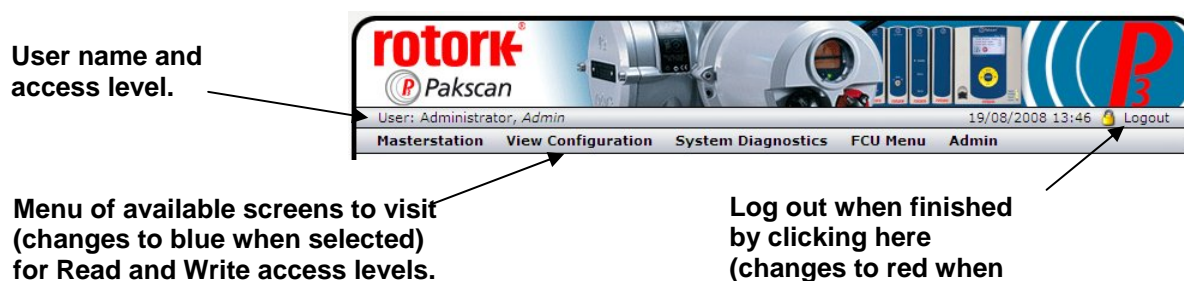 User name and
access level.
rotork
Pakscan
P3
User: Administrator, Admin
19/08/2008 13:46 Logout
Masterstation View Configuration System Diagnostics FCU Menu Admin
Menu of available screens to visit
(changes to blue when selected)
for Read and Write access levels.
Log out when finished
by clicking here
(changes to red when